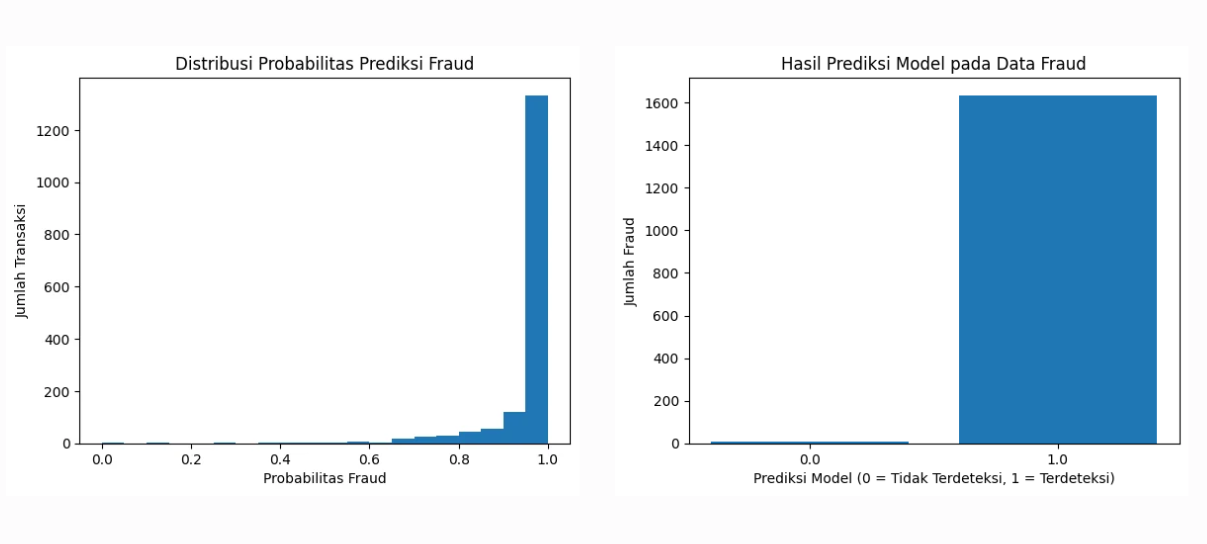 Distribusi Probabilitas Prediksi Fraud
Jumlah Transaksi
1200
1000
800
600
400
200
0
0.0 0.2 0.4 0.6 0.8 1.0
Probabilitas Fraud
Hasil Prediksi Model pada Data Fraud
Jumlah Fraud
1600
1400
1200
1000
800
600
400
200
0
0.0 1.0
Prediksi Model (0 = Tidak Terdeteksi, 1 = Terdeteksi)